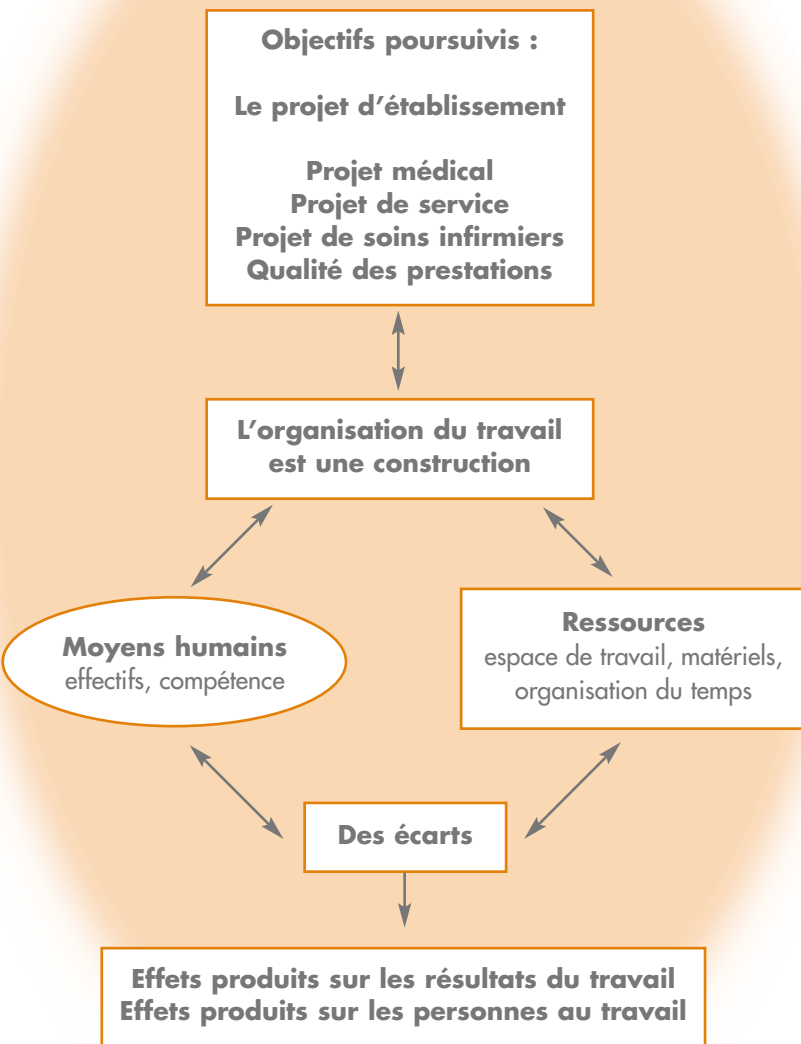 Objectifs poursuivis :
Le projet d’établissement
Projet médical
Projet de service
Projet de soins infirmiers
Qualité des prestations
L’organisation du travail
est une construction
Moyens humains
effectifs, compétence
Ressources
espace de travail, matériels,
organisation du temps
Des écarts
Effets produits sur les résultats du travail
Effets produits sur les personnes au travail